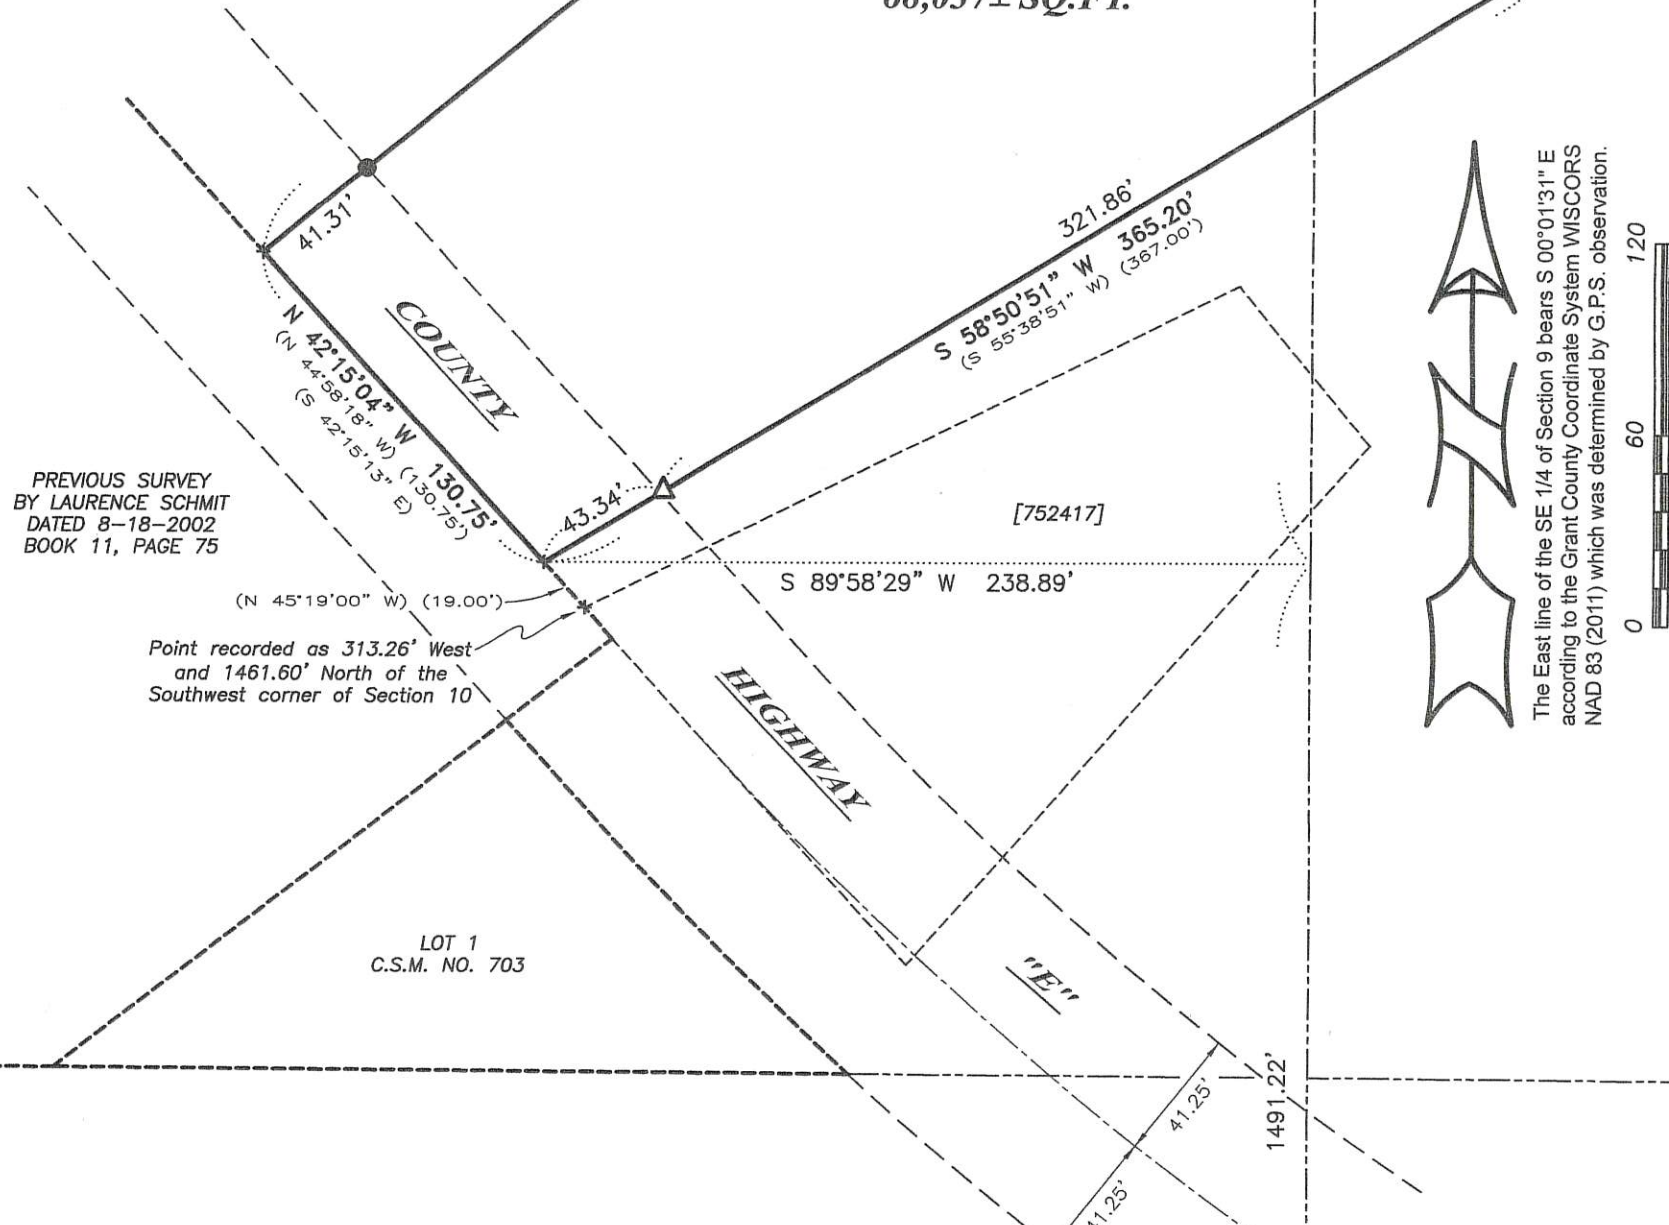 SQ.FT.
41.31'
COUNTY
321.86'
S 58°50'51" W 365.20'
(S 55°38'51" W) (367.00')
N 42°15'04" W 130.75'
(N 44°58'18" W) (130.75')
(S 42°15'13" E)
43.34'
PREVIOUS SURVEY
BY LAURENCE SCHMIT
DATED 8-18-2002
BOOK 11, PAGE 75
[752417]
S 89°58'29" W 238.89'
(N 45°19'00" W) (19.00')
Point recorded as 313.26' West
and 1461.60' North of the
Southwest corner of Section 10
HIGHWAY
LOT 1
C.S.M. NO. 703
"E"
41.25'
41.25'
1491.22'
The East line of the SE 1/4 of Section 9 bears S 00°01'31" E
according to the Grant County Coordinate System WISCORS
NAD 83 (2011) which was determined by G.P.S. observation.
0 60 120